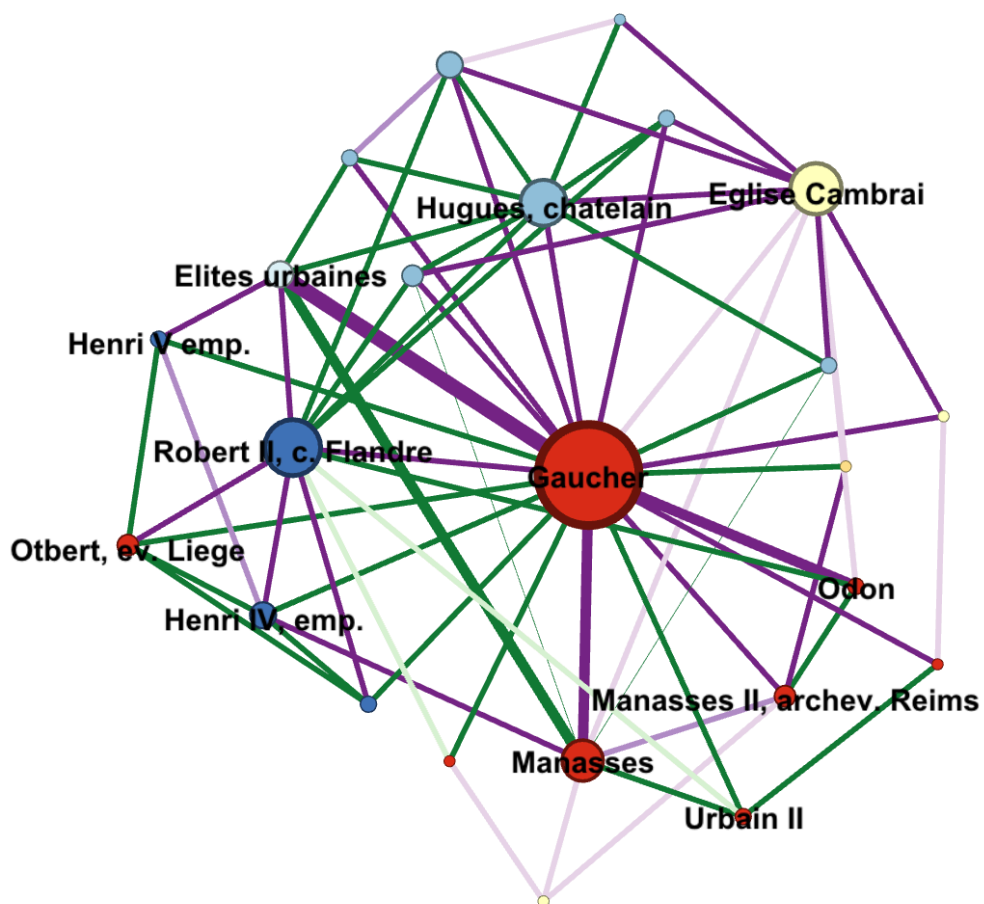 Eglise Cambrai
Hugues, chatelain
Elites urbaines
Henri V emp.
Robert II, c. Flandre
Gaucher
Otbert, ev. Liege
Odon
Henri IV, emp.
Manasses II, archev. Reims
Manasses
Urbain II